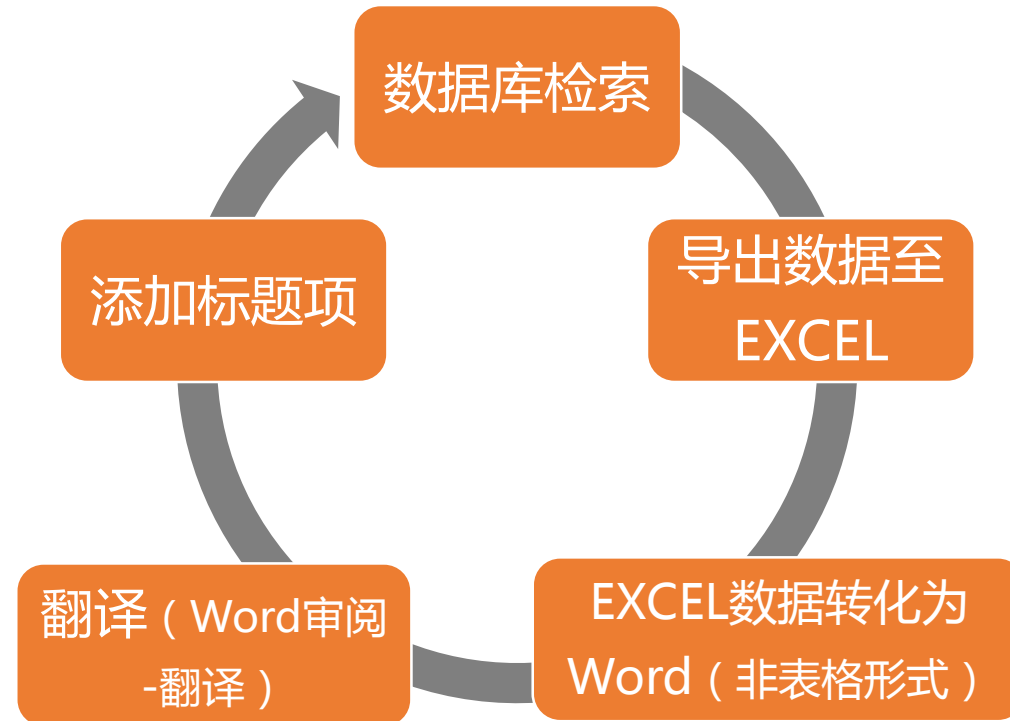 数据库检索
导出数据至
EXCEL
EXCEL数据转化为
Word（非表格形式）
翻译（Word审阅
-翻译）
添加标题项